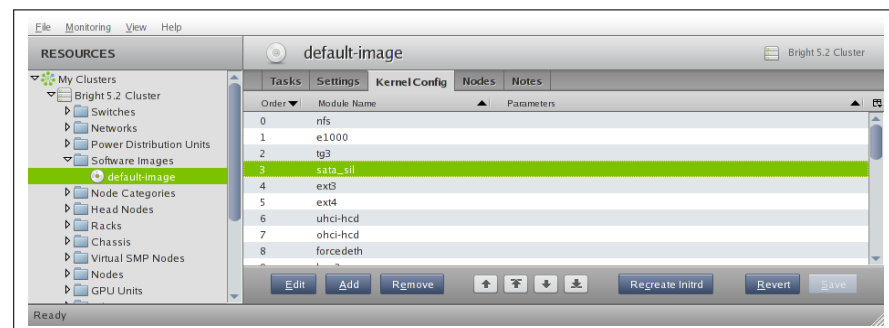 File Monitoring View Help
RESOURCES
default-image
Bright 5.2 Cluster
My Clusters
Bright 5.2 Cluster
Switches
Networks
Power Distribution Units
Software Images
default-image
Node Categories
Head Nodes
Racks
Chassis
Virtual SMP Nodes
Nodes
GPU Units
Tasks Settings Kernel Config Nodes Notes
Order Module Name Parameters
0 nfs
1 e1000
2 tg3
3 sata_sil
4 ext3
5 ext4
6 uhci-hcd
7 ohci-hcd
8 forcedeth
Edit Add Remove Recreate Initrd Revert Save
Ready